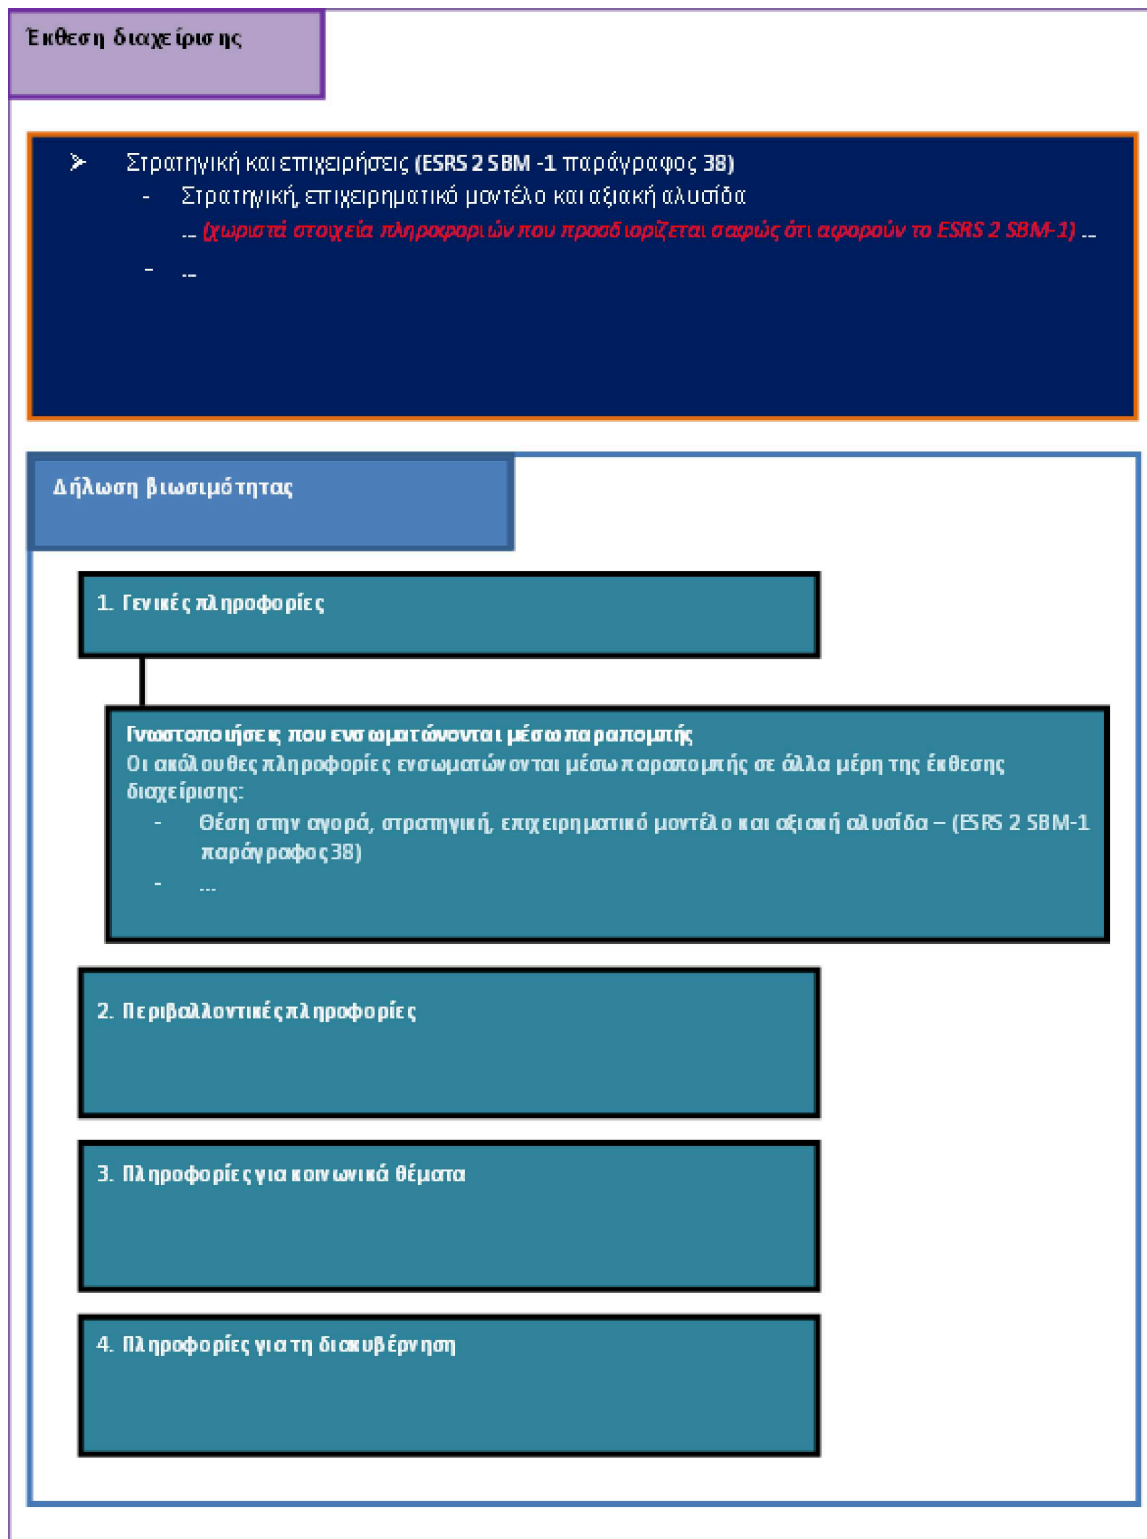 Έκθεση διαχείρισης
➢ Στρατηγική και επιχειρήσεις (ESRS 2 SBM -1 παράγραφος 38)
- Στρατηγική, επιχειρηματικό μοντέλο και αξιακή αλυσίδα
... (χωριστά στοιχεία πληροφοριών που προσδιορίζεται σαφώς ότι αφορούν το ESRS 2 SBM-1) ...
- ...
Δήλωση βιωσιμότητας
1. Γενικές πληροφορίες
Γνωστοποιήσεις που ενσωματώνονται μέσω παραπομπής
Οι ακόλουθες πληροφορίες ενσωματώνονται μέσω παραπομπής σε άλλα μέρη της έκθεσης
διαχείρισης:
- Θέση στην αγορά, στρατηγική, επιχειρηματικό μοντέλο και αξιακή αλυσίδα – (ESRS 2 SBM-1
παράγραφος 38)
- ...
2. Περιβαλλοντικές πληροφορίες
3. Πληροφορίες για κοινωνικά θέματα
4. Πληροφορίες για τη διακυβέρνηση